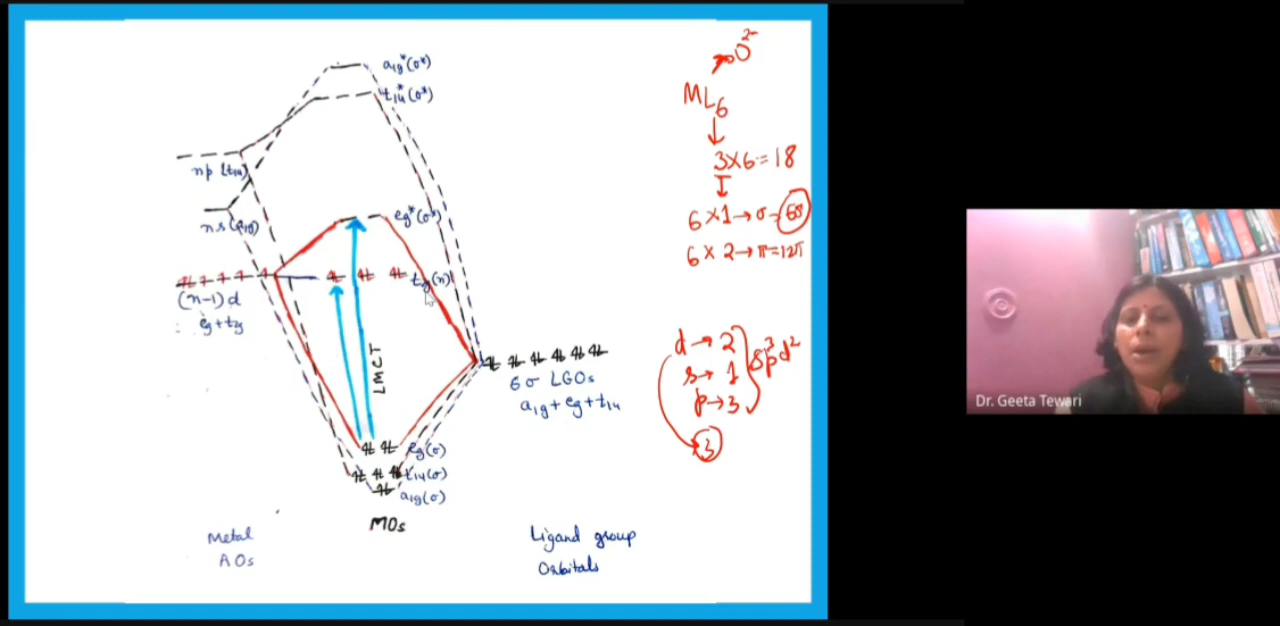 a₁g*(σ*)
t₁u*(σ*)
np (t₁u)
ns (a₁g)
eg*(σ*)
t₂g(n)
(n-1) d
eg + t₂g
LMCT
6σ LGOs
a₁g + eg + t₁u
eg(σ)
t₁u(σ)
a₁g(σ)
MOs
Metal
AOs
Ligand group
Orbitals
O²⁻
ML₆
3×6=18
6×1→σ-6σ
6×2→π=12π
d→2
s→1
p→3
sp³d²
3
Dr. Geeta Tewari